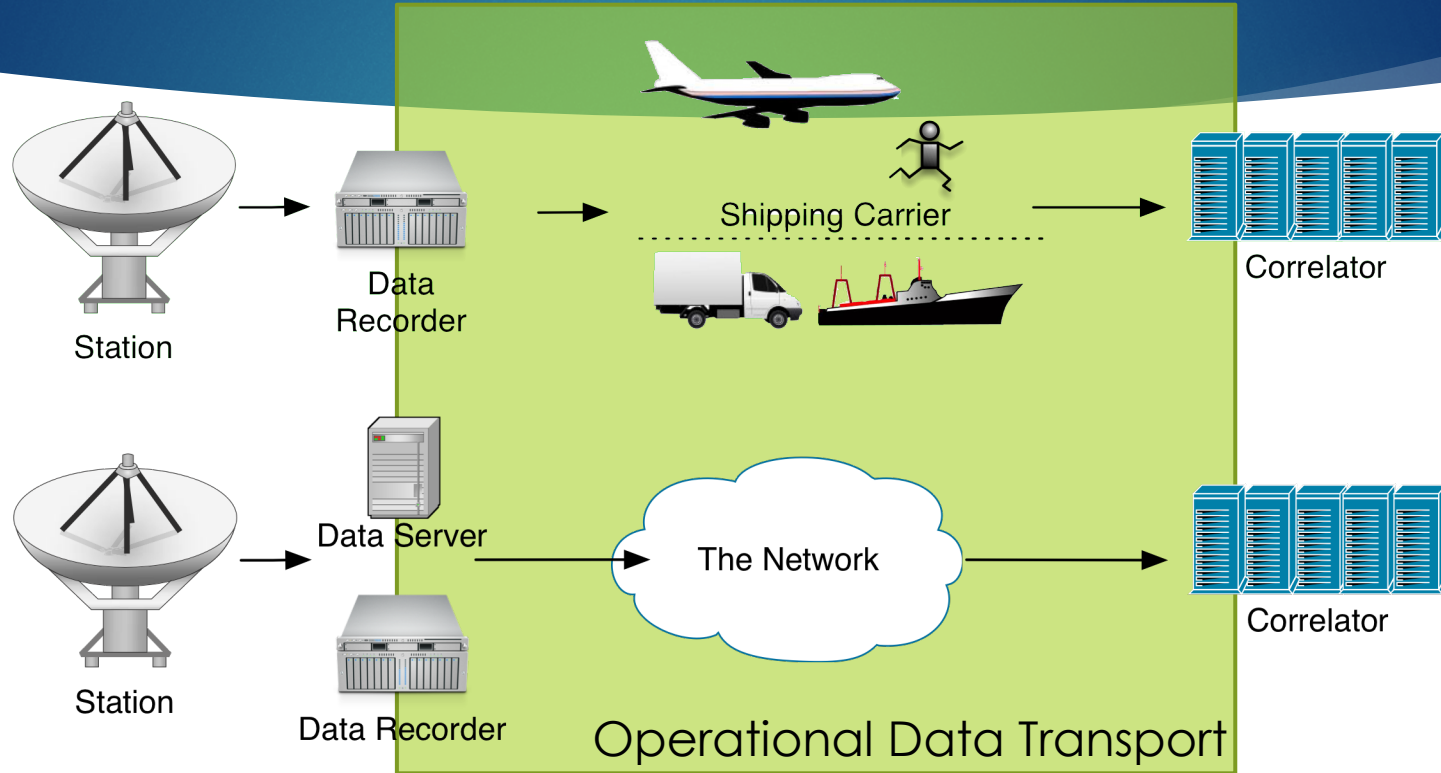 Shipping Carrier
Data
Recorder
Correlator
Station
Data Server
The Network
Correlator
Station
Data Recorder
Operational Data Transport